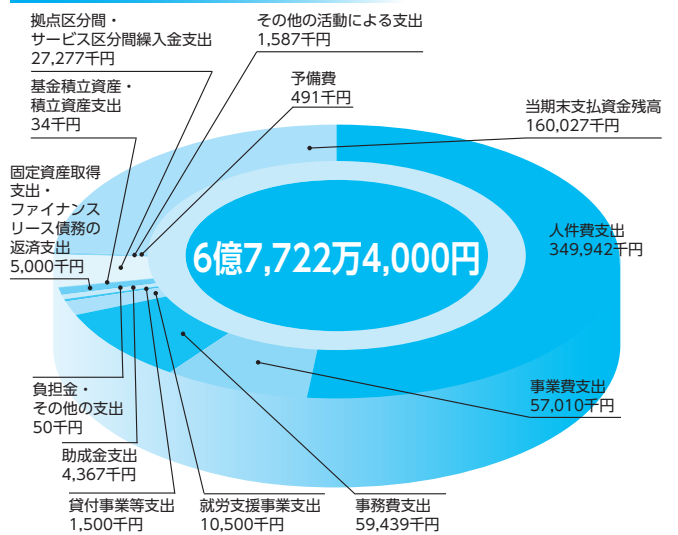 拠点区分間・
サービス区分間繰入金支出
27,277千円
その他の活動による支出
1,587千円
基金積立資産・
積立資産支出
34千円
予備費
491千円
当期末支払資金残高
160,027千円
固定資産取得
支出・
ファイナンス
リース債務の
返済支出
5,000千円
人件費支出
349,942千円
6億7,722万4,000円
負担金・
その他の支出
50千円
事業費支出
57,010千円
助成金支出
4,367千円
貸付事業等支出
1,500千円
就労支援事業支出
10,500千円
事務費支出
59,439千円